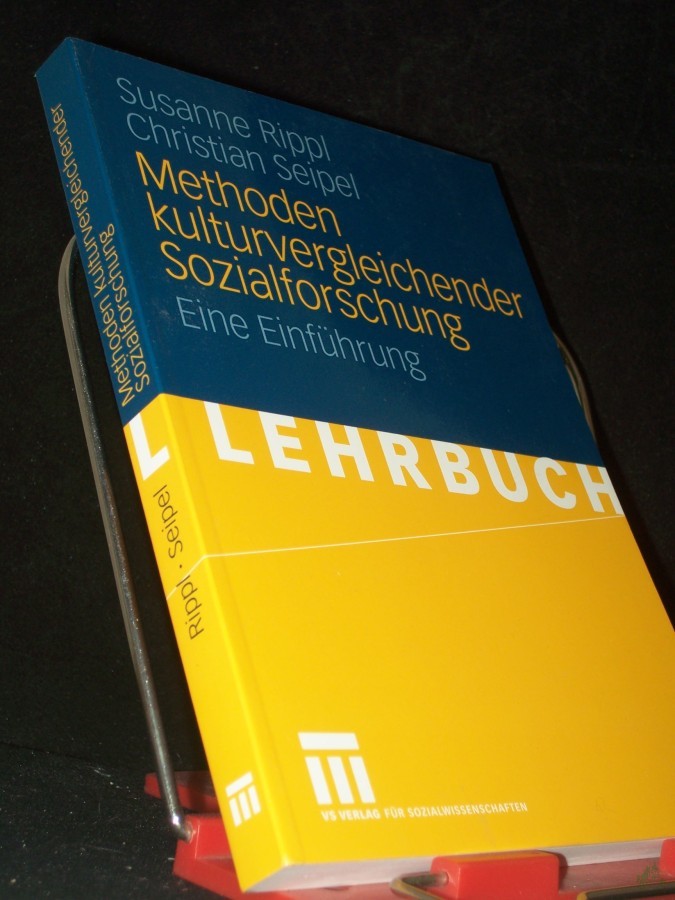 Susanne Rippl
Christian Seipel
Methoden
kulturvergleichender
Sozialforschung
Eine Einführung
LEHRBUCH
VS VERLAG FÜR SOZIALWISSENSCHAFTEN
Methoden kulturvergleichender
Sozialforschung
L
Rippl · Seipel